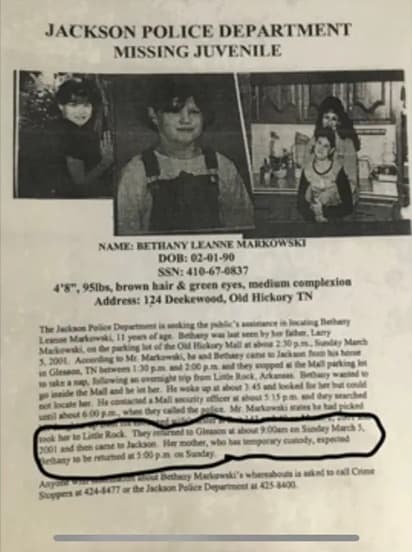 JACKSON POLICE DEPARTMENT
MISSING JUVENILE
NAME: BETHANY LEANNE MARKOWSKI
DOB: 02-01-90
SSN: 410-67-0837
4'8", 95lbs, brown hair & green eyes, medium complexion
Address: 124 Deekewood, Old Hickory TN
The Jackson Police Department is seeking the public's assistance in locating Bethany
Leanne Markowski, 11 years of age. Bethany was last seen by her father, Larry
Markowski, on the parking lot of the Old Hickory Mall at about 2:30 p.m., Sunday March
5, 2001. According to Mr. Markowski, he and Bethany came to Jackson from his home
in Gleason, TN between 1:30 p.m. and 2:00 p.m. and they stopped at the Mall parking lot
to take a nap, following an overnight trip from Little Rock, Arkansas. Bethany wanted to
go inside the Mall and he let her. He woke up at about 3:45 and looked for her but could
not locate her. He contacted a Mall security officer at about 5:15 p.m. and they searched
until about 6:00 p.m., when they called the police. Mr. Markowski states he had picked
took her to Little Rock. They returned to Gleason at about 9:00am on Sunday March 5,
2001 and then came to Jackson. Her mother, who has temporary custody, expected
Bethany to be returned at 5:00 p.m. on Sunday.
Anyone with information about Bethany Markowski's whereabouts is asked to call Crime
Stoppers at 424-8477 or the Jackson Police Department at 425-8400.